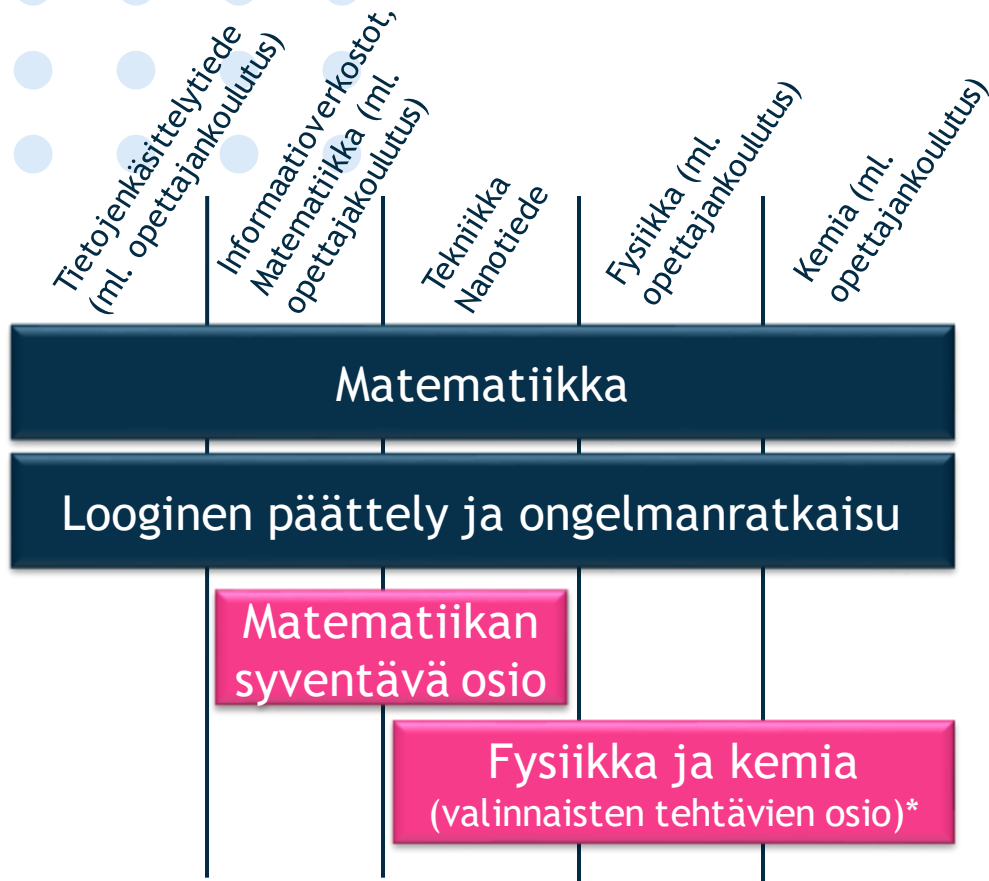 Tietojenkäsittelytiede
(ml. opettajankoulutus)
Informaatioverkostot,
Matematiikka (ml.
opettajakoulutus)
Tekniikka
Nanotiede
Fysiikka (ml.
opettajankoulutus)
Kemia (ml.
opettajankoulutus)
Matematiikka
Looginen päättely ja ongelmanratkaisu
Matematiikan
syventävä osio
Fysiikka ja kemia
(valinnaisten tehtävien osio)*